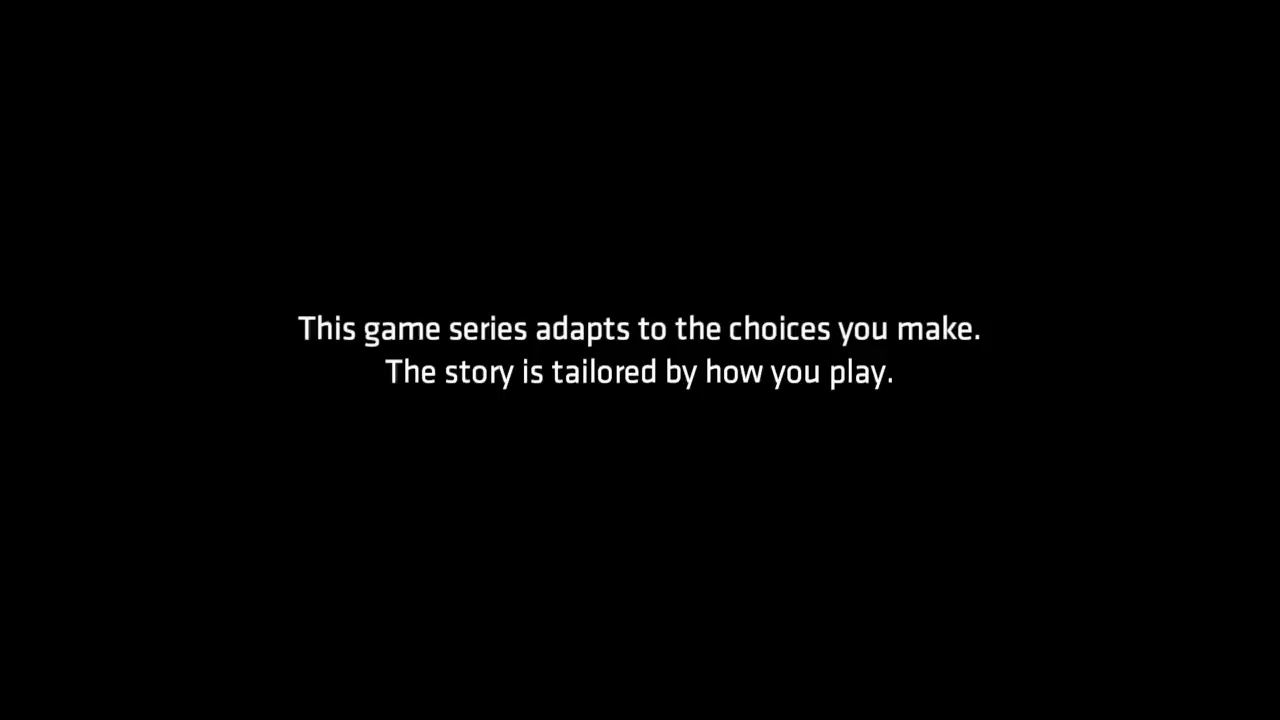 This game series adapts to the choices you make.
The story is tailored by how you play.